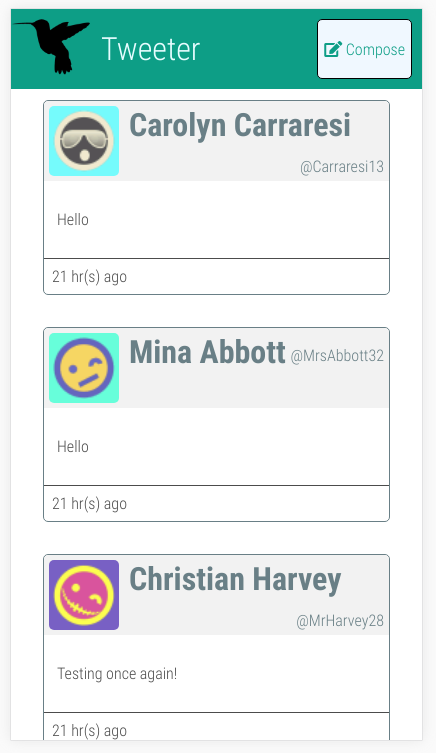 Tweeter
Compose
Carolyn Carraresi
@Carraresi13
Hello
21 hr(s) ago
Mina Abbott @MrsAbbott32
Hello
21 hr(s) ago
Christian Harvey
@MrHarvey28
Testing once again!
21 hr(s) ago